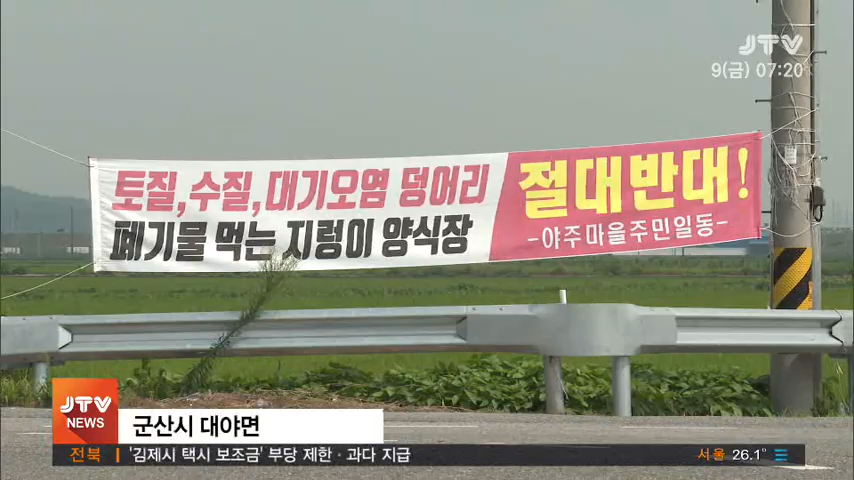 JTV
9(금) 07:20
토질,수질,대기오염 덩어리
폐기물 먹는 지렁이 양식장
절대반대!
-야주마을주민일동-
JTV
NEWS
군산시 대야면
전북 '김제시 택시 보조금' 부당 제한·과다 지급
서울 26.1°